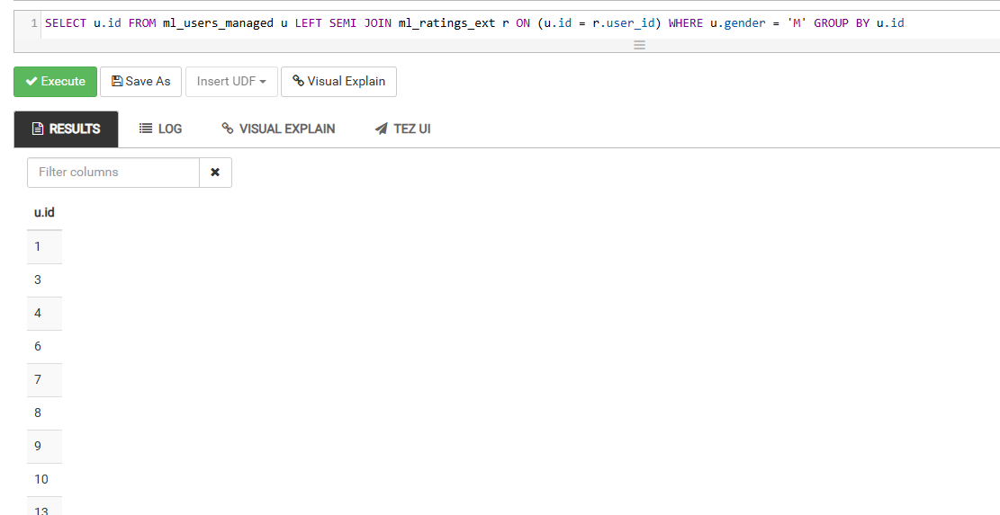 1 SELECT u.id FROM ml_users_managed u LEFT SEMI JOIN ml_ratings_ext r ON (u.id = r.user_id) WHERE u.gender = 'M' GROUP BY u.id
Execute Save As Insert UDF Visual Explain
RESULTS LOG VISUAL EXPLAIN TEZ UI
Filter columns
u.id
1
3
4
6
7
8
9
10
13